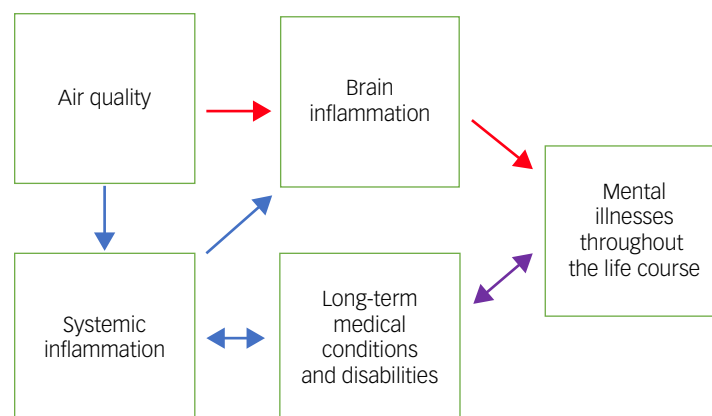 Air quality
Brain
inflammation
Mental
illnesses
throughout
the life course
Systemic
inflammation
Long-term
medical
conditions
and disabilities